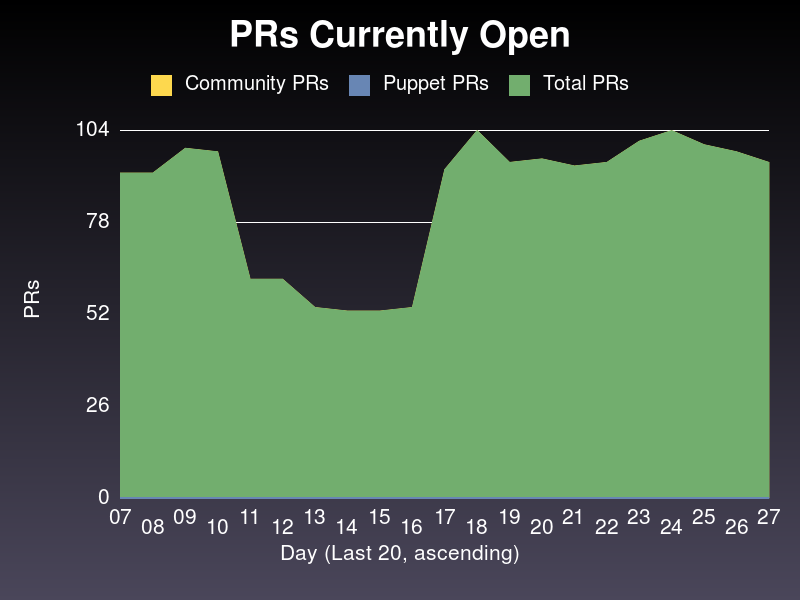 PRs Currently Open
Community PRs Puppet PRs Total PRs
104
78
52
26
0
PRs
07 08 09 10 11 12 13 14 15 16 17 18 19 20 21 22 23 24 25 26 27
Day (Last 20, ascending)